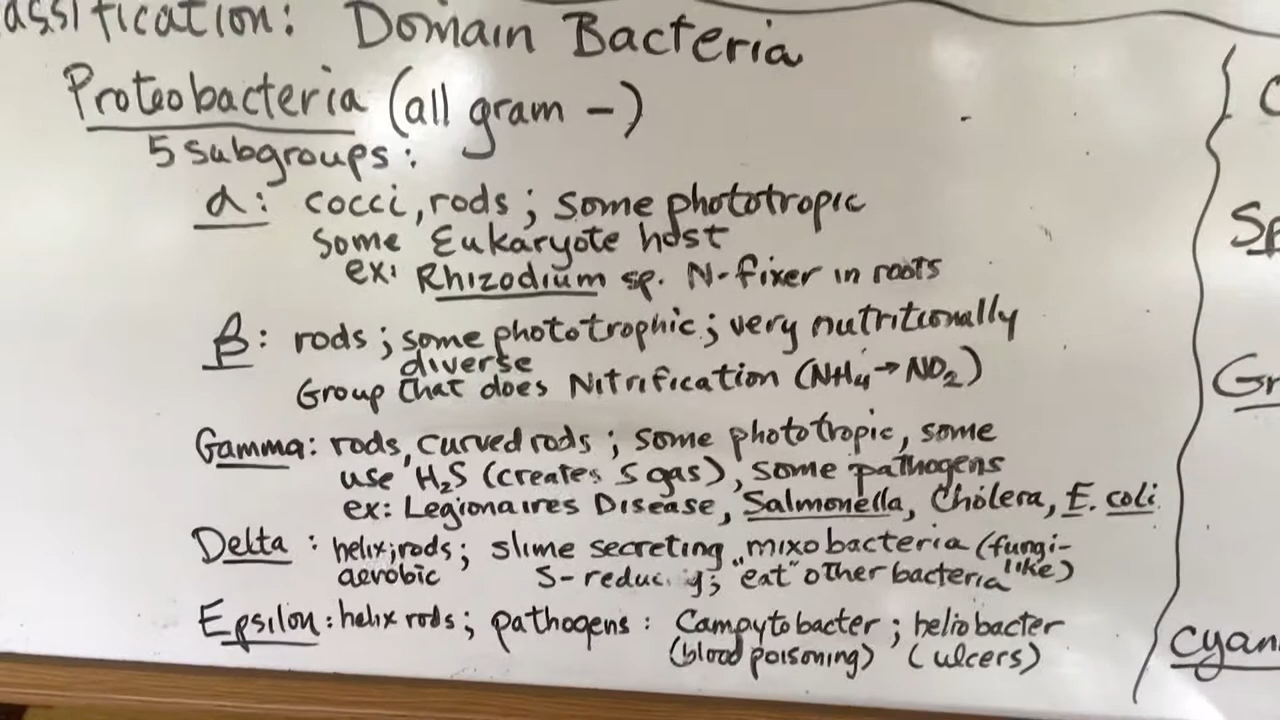 assification: Domain Bacteria
Proteobacteria (all gram -)
5 subgroups:
α: cocci, rods; some phototropic
some Eukaryote host
ex: Rhizodium sp. N-fixer in roots
β: rods; some phototrophic; very nutritionally
diverse
Group that does Nitrification (NH4→NO2)
Gamma: rods, curved rods; some phototropic, some
use H2S (creates S gas), some pathogens
ex: Legionaires Disease, Salmonella, Cholera, E. coli
Delta: helix; rods; slime secreting "mixobacteria (fungi-
like)
aerobic S-reduc y; "eat" other bacteria"
Epsilon: helix rods; pathogens: Campytobacter; heliobacter
(blood poisoning) (ulcers)
C
Sp
Gr
cyan